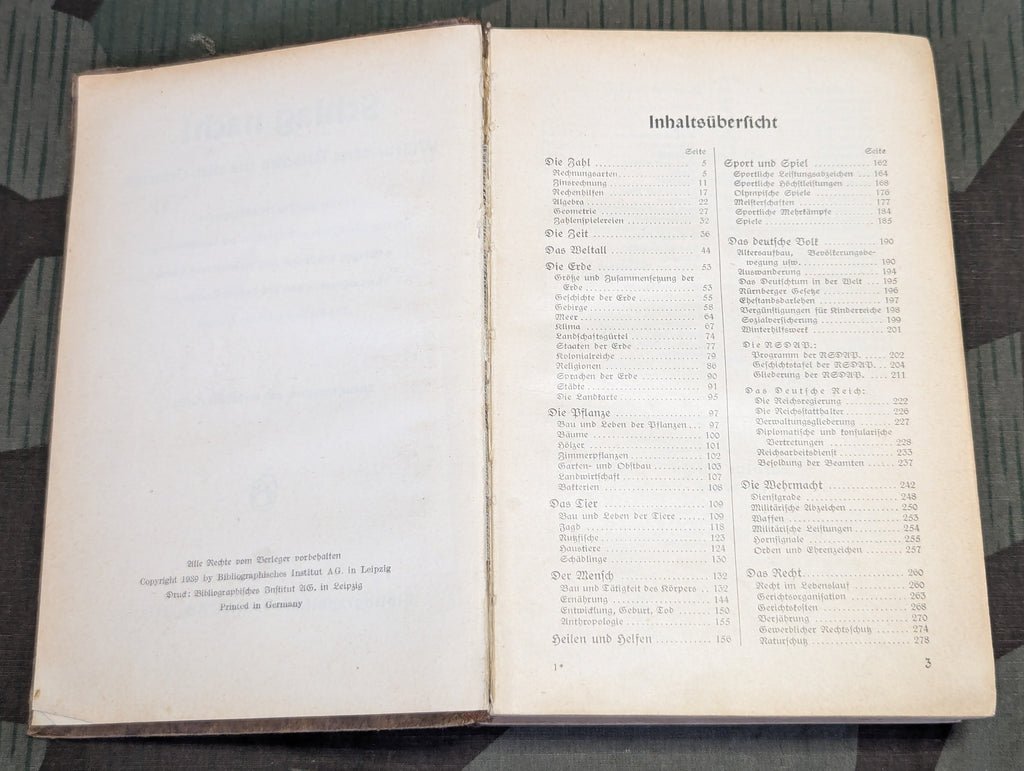 Alle Rechte vom Verleger vorbehalten
Copyright 1939 by Bibliographisches Institut AG. in Leipzig
Druck: Bibliographisches Institut AG. in Leipzig
Printed in Germany
Inhaltsübersicht
Seite
Die Zahl 5
Rechnungsarten 5
Zinsrechnung 11
Rechenhilfen 17
Algebra 22
Geometrie 27
Zahlenspielereien 32
Die Zeit 36
Das Weltall 44
Die Erde 53
Größe und Zusammensetzung der
Erde 53
Geschichte der Erde 55
Gebirge 58
Meer 64
Klima 67
Landschaftsgürtel 74
Staaten der Erde 77
Kolonialreiche 79
Religionen 86
Sprachen der Erde 90
Städte 91
Die Landkarte 95
Die Pflanze 97
Bau und Leben der Pflanzen 97
Bäume 100
Hölzer 101
Zimmerpflanzen 102
Garten- und Obstbau 103
Landwirtschaft 107
Bakterien 108
Das Tier 109
Bau und Leben der Tiere 109
Jagd 118
Nutzfische 123
Haustiere 124
Schädlinge 130
Der Mensch 132
Bau und Tätigkeit des Körpers 132
Ernährung 144
Entwicklung, Geburt, Tod 150
Anthropologie 155
Heilen und Helfen 156
1*
Seite
Sport und Spiel 162
Sportliche Leistungsabzeichen 164
Sportliche Höchstleistungen 168
Olympische Spiele 176
Meisterschaften 177
Sportliche Mehrkämpfe 184
Spiele 185
Das deutsche Volk 190
Altersaufbau, Bevölkerungsbe-
wegung usw. 190
Auswanderung 194
Das Deutschtum in der Welt 195
Nürnberger Gesetze 196
Ehestandsdarlehen 197
Vergünstigungen für Kinderreiche 198
Sozialversicherung 199
Winterhilfswerk 201
Die NSDAP.:
Programm der NSDAP. 202
Geschichtstafel der NSDAP. 204
Gliederung der NSDAP. 211
Das Deutsche Reich:
Die Reichsregierung 222
Die Reichsstatthalter 226
Verwaltungsgliederung 227
Diplomatische und konsularische
Vertretungen 228
Reichsarbeitsdienst 233
Besoldung der Beamten 237
Die Wehrmacht 242
Dienstgrade 248
Militärische Abzeichen 250
Waffen 253
Militärische Leistungen 254
Hornsignale 255
Orden und Ehrenzeichen 257
Das Recht 260
Recht im Lebenslauf 260
Gerichtsorganisation 263
Gerichtskosten 268
Verjährung 270
Gewerblicher Rechtsschutz 274
Naturschutz 278
3